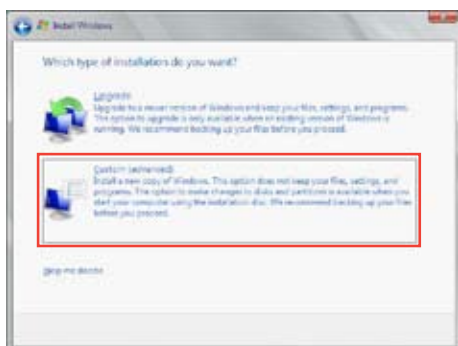 Install Windows
Which type of installation do you want?
Upgrade
Upgrade to a newer version of Windows and keep your files, settings, and programs.
The option to upgrade is only available when an existing version of Windows is
running. We recommend backing up your files before you proceed.
Custom (advanced)
Install a new copy of Windows. This option does not keep your files, settings, and
programs. The option to make changes to disks and partitions is available when you
start your computer using the installation disc. We recommend backing up your files
before you proceed.
Help me decide